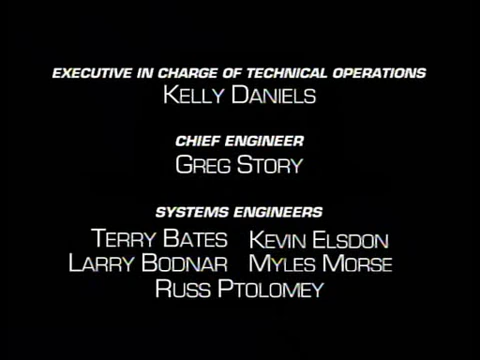 EXECUTIVE IN CHARGE OF TECHNICAL OPERATIONS
KELLY DANIELS
CHIEF ENGINEER
GREG STORY
SYSTEMS ENGINEERS
TERRY BATES KEVIN ELSDON
LARRY BODNAR MYLES MORSE
RUSS PTOLOMEY